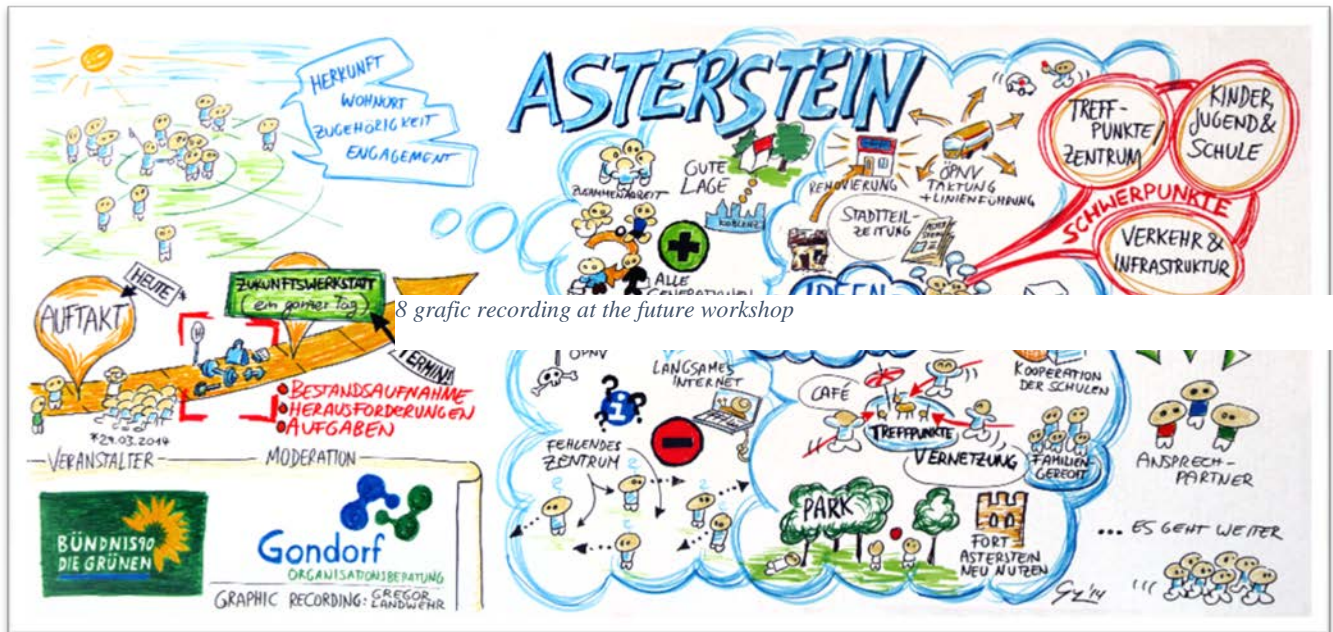 HERKUNFT
WOHNORT
ZUGEHÖRIGKEIT
ENGAGEMENT
HEUTE
AUFTAKT
ZUKUNFTSWERKSTATT
(ein ganzer Tag)
H
TERMIN
BESTANDSAUFNAHME
HERAUSFORDERUNGEN
AUFGABEN
*29.03.2014
VERANSTALTER
MODERATION
BÜNDNIS 90
DIE GRÜNEN
Gondorf
ORGANISATIONSBERATUNG
GRAPHIC RECORDING: GREGOR
LANDWEHR
ASTERSTEIN
ZUSAMMENARBEIT
GUTE
LAGE
KOBLENZ
ALLE
GENERATIONEN
RENOVIERUNG
ÖPNV
TAKTUNG
+ LINIENFÜHRUNG
STADTTEIL-
ZEITUNG
IDEEN
TREFF-
PUNKTE/
ZENTRUM
KINDER,
JUGEND &
SCHULE
SCHWERPUNKTE
VERKEHR &
INFRASTRUKTUR
8 grafic recording at the future workshop
ÖPNV
LANGSAMES
INTERNET
FEHLENDES
ZENTRUM
CAFÉ
TREFFPUNKTE
VERNETZUNG
KOOPERATION
DER SCHULEN
FAMILIEN-
GERECHT
PARK
FORT
ASTERSTEIN
NEU NUTZEN
ANSPRECH-
PARTNER
... ES GEHT WEITER